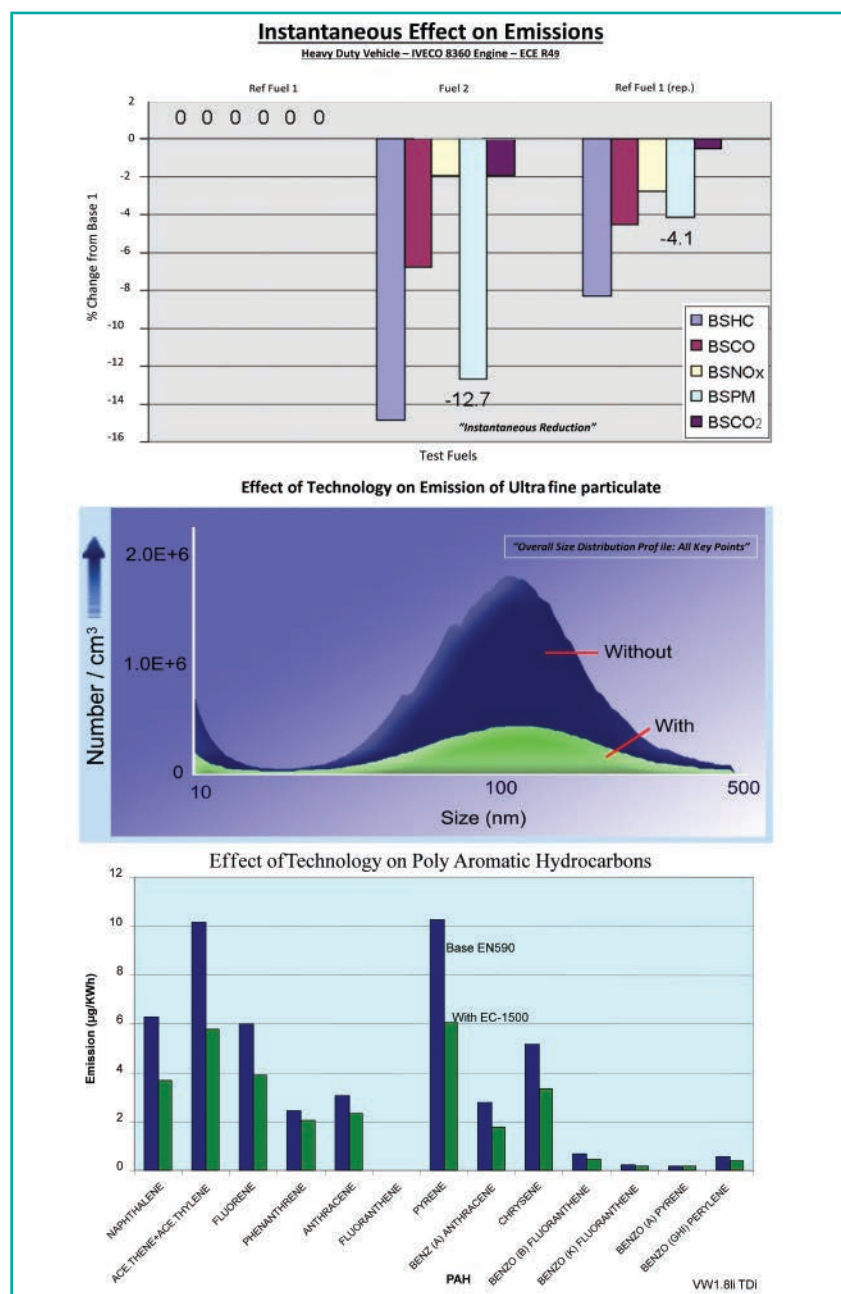 Instantaneous Effect on Emissions
Heavy Duty Vehicle – IVECO 8360 Engine – ECE R49
Ref Fuel 1 Fuel 2 Ref Fuel 1 (rep.)
2
0 0 0 0 0 0
0
-2
-4
-4.1
-6
-8
-10
-12
-12.7
-14
-16
% Change from Base 1
BSHC
BSCO
BSNOx
BSPM
BSCO2
"Instantaneous Reduction"
Test Fuels
Effect of Technology on Emission of Ultra fine particulate
"Overall Size Distribution Prof ile: All Key Points"
Number / cm³
2.0E+6
1.0E+6
0
Without
With
10 100 500
Size (nm)
Effect of Technology on Poly Aromatic Hydrocarbons
12
10
8
6
4
2
0
Emission (µg/KWh)
Base EN590
With EC-1500
NAPHTHALENE
ACE.THENE+ACE.THYLENE
FLUORENE
PHENANTHRENE
ANTHRACENE
FLUORANTHENE
PYRENE
BENZ (A) ANTHRACENE
CHRYSENE
BENZO (B) FLUORANTHENE
BENZO (K) FLUORANTHENE
BENZO (A) PYRENE
BENZO (GHI) PERYLENE
PAH
VW1.8li TDi